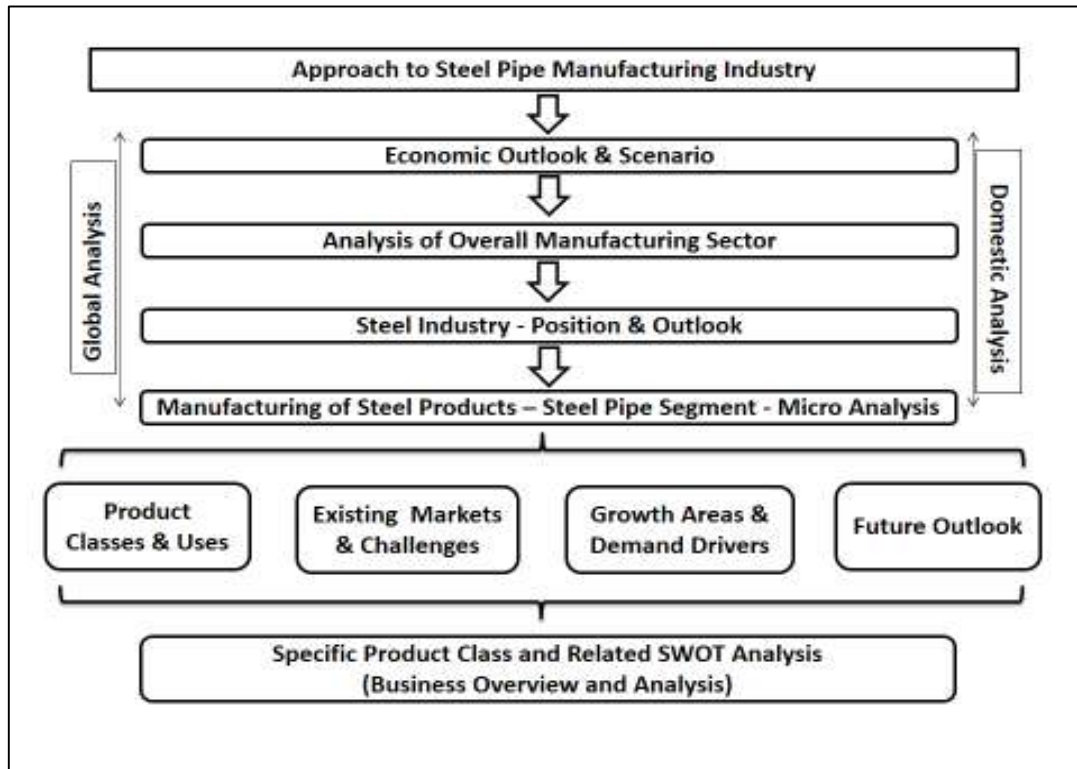 Approach to Steel Pipe Manufacturing Industry
Economic Outlook & Scenario
Global Analysis
Domestic Analysis
Analysis of Overall Manufacturing Sector
Steel Industry - Position & Outlook
Manufacturing of Steel Products – Steel Pipe Segment - Micro Analysis
Product
Classes & Uses
Existing Markets
& Challenges
Growth Areas &
Demand Drivers
Future Outlook
Specific Product Class and Related SWOT Analysis
(Business Overview and Analysis)